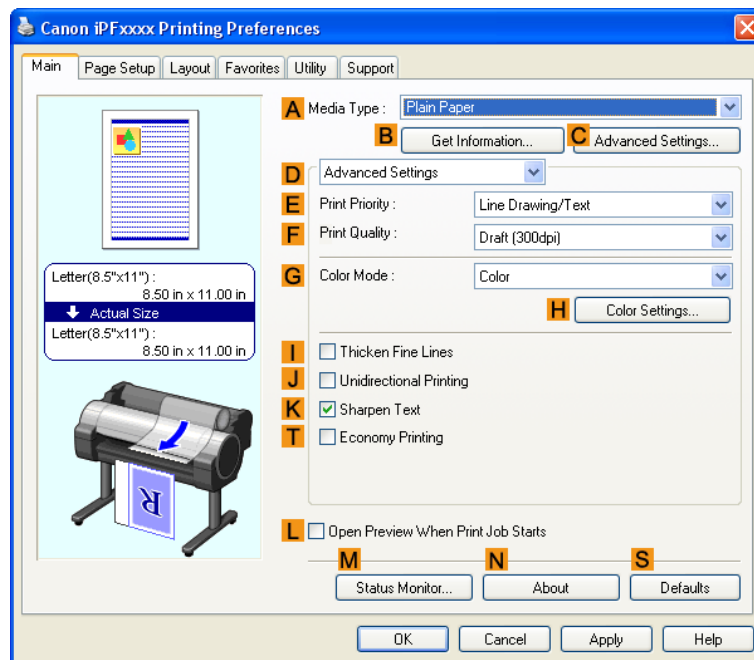 Canon iPFxxxx Printing Preferences
Main Page Setup Layout Favorites Utility Support
A Media Type : Plain Paper
B Get Information... C Advanced Settings...
D Advanced Settings
E Print Priority : Line Drawing/Text
F Print Quality : Draft (300dpi)
G Color Mode : Color
H Color Settings...
I Thicken Fine Lines
J Unidirectional Printing
K Sharpen Text
T Economy Printing
Letter(8.5"x11") :
8.50 in x 11.00 in
Actual Size
Letter(8.5"x11") :
8.50 in x 11.00 in
R
L Open Preview When Print Job Starts
M N S
Status Monitor... About Defaults
OK Cancel Apply Help